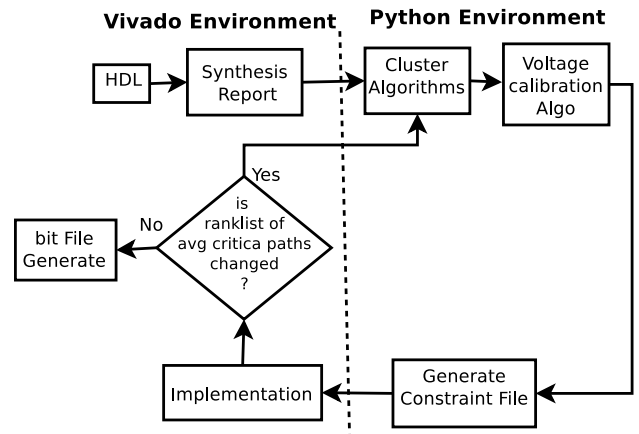 Vivado Environment
Python Environment
HDL
Synthesis
Report
Cluster
Algorithms
Voltage
calibration
Algo
Yes
is
ranklist of
avg critica paths
changed
?
No
bit File
Generate
Implementation
Generate
Constraint File